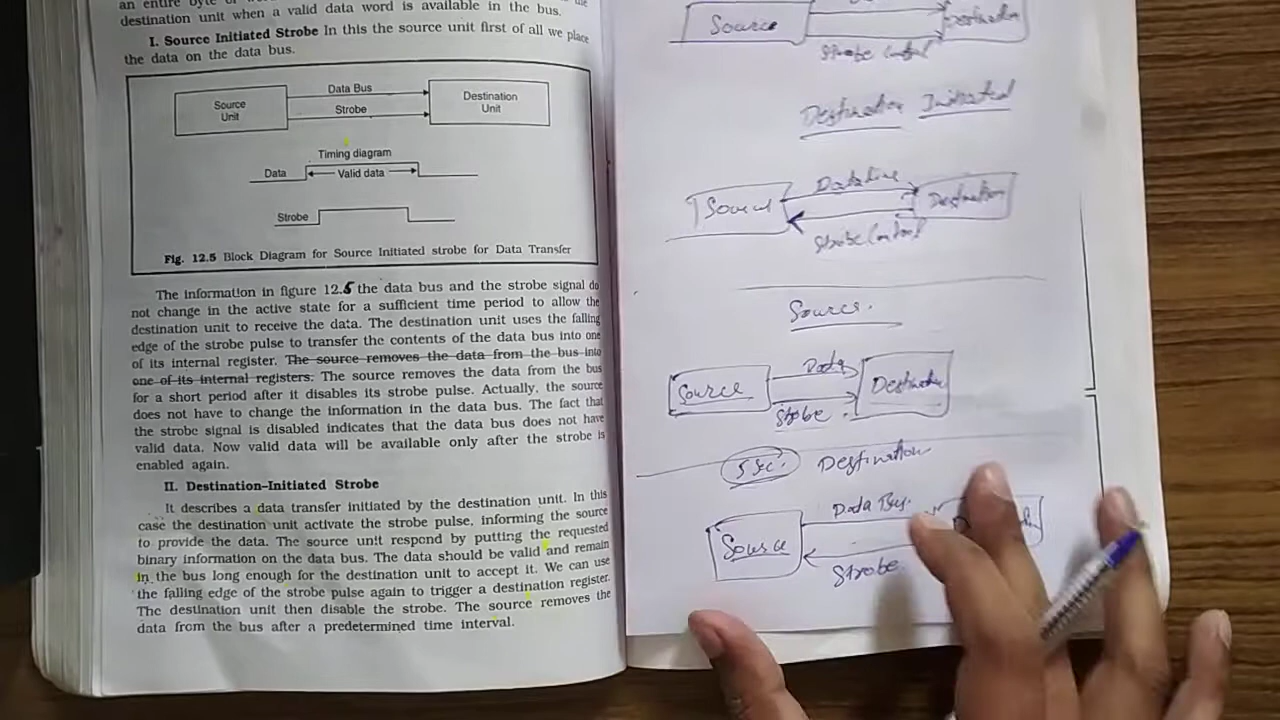 an entire byte or
destination unit when a valid data word is available in the bus.
I. Source Initiated Strobe In this the source unit first of all we place
the data on the data bus.
Source
Unit
Data Bus
Strobe
Destination
Unit
Timing diagram
Data
Valid data
Strobe
Fig. 12.5 Block Diagram for Source Initiated strobe for Data Transfer
The information in figure 12.5 the data bus and the strobe signal do
not change in the active state for a sufficient time period to allow the
destination unit to receive the data. The destination unit uses the falling
edge of the strobe pulse to transfer the contents of the data bus into one
of its internal register. The source removes the data from the bus into
one of its internal registers. The source removes the data from the bus
for a short period after it disables its strobe pulse. Actually, the source
does not have to change the information in the data bus. The fact that
the strobe signal is disabled indicates that the data bus does not have
valid data. Now valid data will be available only after the strobe is
enabled again.
II. Destination-Initiated Strobe
It describes a data transfer initiated by the destination unit. In this
case the destination unit activate the strobe pulse, informing the source
to provide the data. The source unit respond by putting the requested
binary information on the data bus. The data should be valid and remain
in the bus long enough for the destination unit to accept it. We can use
the falling edge of the strobe pulse again to trigger a destination register.
The destination unit then disable the strobe. The source removes the
data from the bus after a predetermined time interval.
Source
Destination
Strobe Control
Destination Initiated
Source
Data Line
Destination
Strobe Control
Source.
Source
Data
Destination
Stobe.
5 sec. Destination
Source
Data Bus.
Strobe.